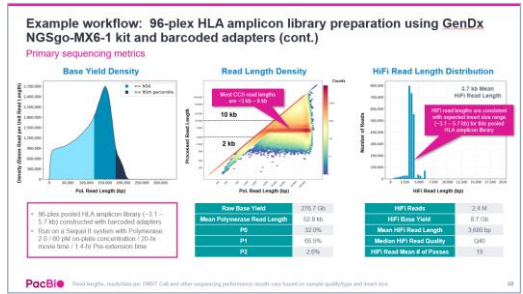 Example workflow: 96-plex HLA amplicon library preparation using GenDx
NGSgo-MX6-1 kit and barcoded adapters (cont.)
Primary sequencing metrics
Base Yield Density
Read Length Density
HiFi Read Length Distribution
Most CCS read lengths
are ~3 kb – 6 kb
10 kb
2 kb
3.7 kb Mean
HiFi Read Length
HiFi read lengths are consistent
with expected insert size range
(~3.1 – 5.7 kb) for this pooled
HLA amplicon library
Pol. Read Length (bp)
Pol. Read Length (bp)
HiFi Read Length (bp)
Processed Read Length
Number of Reads
Counts
• 96-plex pooled HLA amplicon library (~3.1 –
5.7 kb) constructed with barcoded adapters
• Run on a Sequel II system with Polymerase
2.0 / 60 pM on-plate concentration / 20-hr
movie time / 1.4-hr Pre-extension time
Raw Base Yield 276.7 Gb
Mean Polymerase Read Length 52.8 kb
P0 32.0%
P1 65.5%
P2 2.6%
HiFi Reads 2.4 M
HiFi Base Yield 8.7 Gb
Mean HiFi Read Length 3,680 bp
Median HiFi Read Quality Q40
HiFi Read Mean # of Passes 19
PacBio
Read lengths, reads/data per SMRT Cell and other sequencing performance results vary based on sample quality/type and insert size.